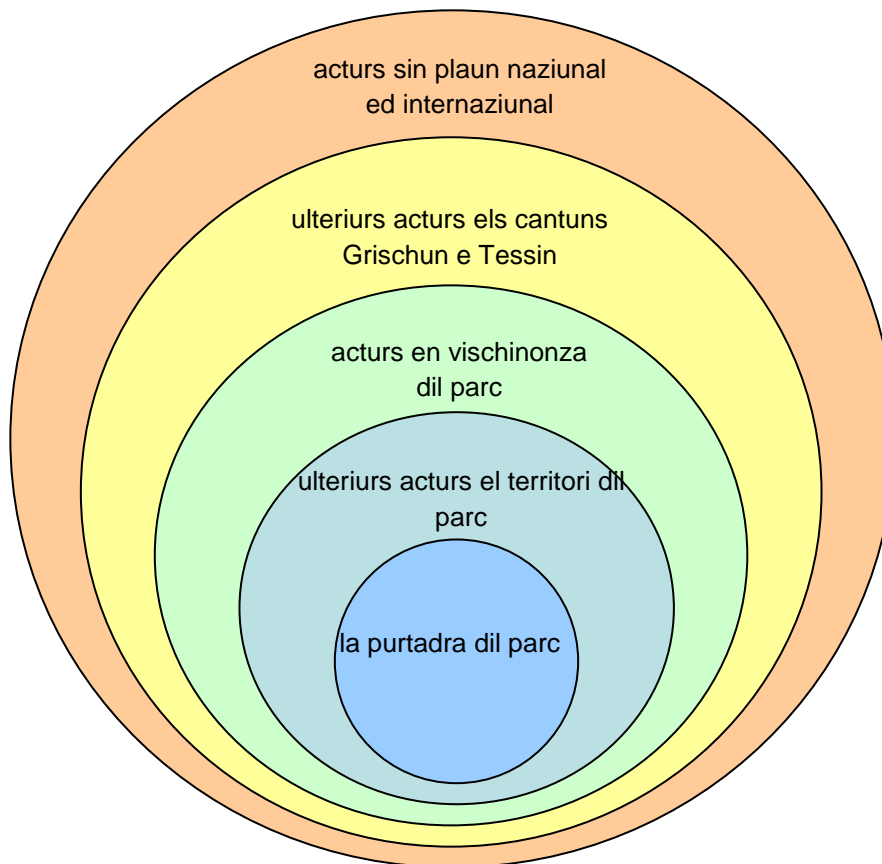 acturs sin plaun naziunal
ed internaziunal
ulteriurs acturs els cantuns
Grischun e Tessin
acturs en vischinonza
dil parc
ulteriurs acturs el territori dil
parc
la purtadra dil parc